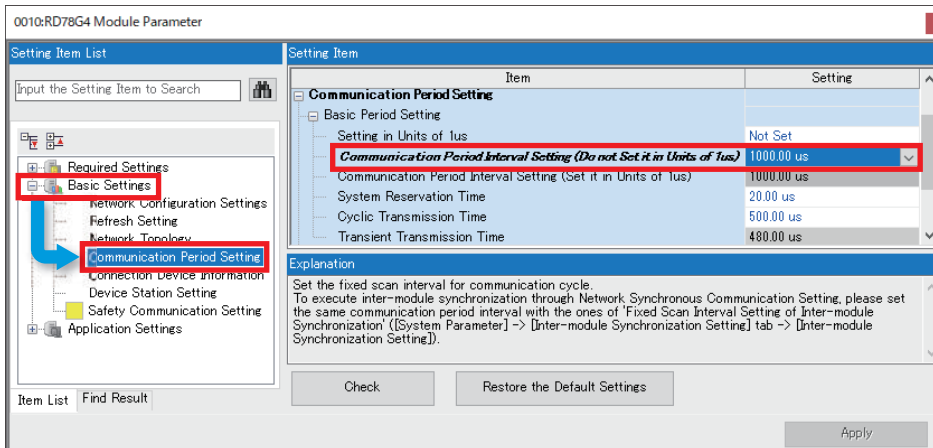 0010:RD78G4 Module Parameter
Setting Item List
Input the Setting Item to Search
Required Settings
Basic Settings
Network Configuration Settings
Refresh Setting
Network Topology
Communication Period Setting
Connection Device Information
Device Station Setting
Safety Communication Setting
Application Settings
Item List Find Result
Setting Item
Item Setting
Communication Period Setting
Basic Period Setting
Setting in Units of 1us Not Set
Communication Period Interval Setting (Do not Set it in Units of 1us) 1000.00 us
Communication Period Interval Setting (Set it in Units of 1us) 1000.00 us
System Reservation Time 20.00 us
Cyclic Transmission Time 500.00 us
Transient Transmission Time 480.00 us
Explanation
Set the fixed scan interval for communication cycle.
To execute inter-module synchronization through Network Synchronous Communication Setting, please set
the same communication period interval with the ones of 'Fixed Scan Interval Setting of Inter-module
Synchronization' ([System Parameter] -> [Inter-module Synchronization Setting] tab -> [Inter-module
Synchronization Setting]).
Check Restore the Default Settings
Apply